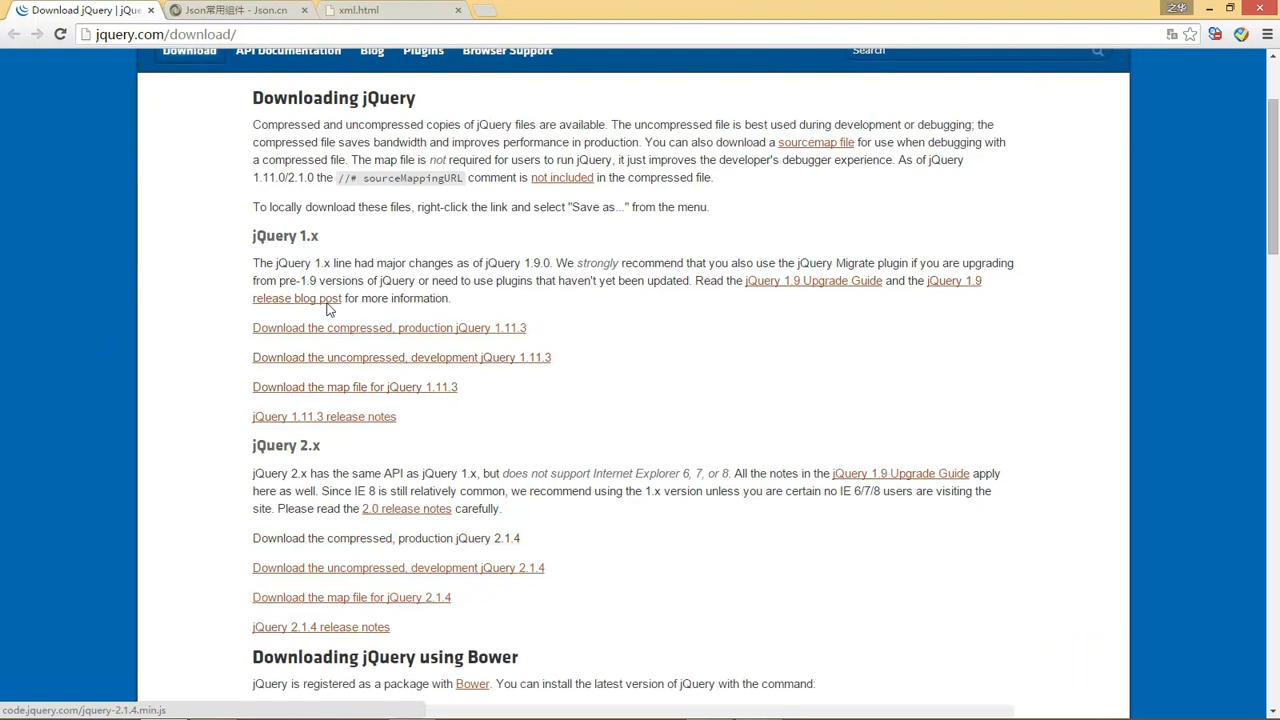 Download jQuery | jQue
Json常用组件 - Json.cn
xml.html
之华
jquery.com/download/
Download API Documentation Blog Plugins Browser Support
Search
Downloading jQuery
Compressed and uncompressed copies of jQuery files are available. The uncompressed file is best used during development or debugging; the
compressed file saves bandwidth and improves performance in production. You can also download a sourcemap file for use when debugging with
a compressed file. The map file is not required for users to run jQuery, it just improves the developer's debugger experience. As of jQuery
1.11.0/2.1.0 the //# sourceMappingURL comment is not included in the compressed file.
To locally download these files, right-click the link and select "Save as..." from the menu.
jQuery 1.x
The jQuery 1.x line had major changes as of jQuery 1.9.0. We strongly recommend that you also use the jQuery Migrate plugin if you are upgrading
from pre-1.9 versions of jQuery or need to use plugins that haven't yet been updated. Read the jQuery 1.9 Upgrade Guide and the jQuery 1.9
release blog post for more information.
Download the compressed, production jQuery 1.11.3
Download the uncompressed, development jQuery 1.11.3
Download the map file for jQuery 1.11.3
jQuery 1.11.3 release notes
jQuery 2.x
jQuery 2.x has the same API as jQuery 1.x, but does not support Internet Explorer 6, 7, or 8. All the notes in the jQuery 1.9 Upgrade Guide apply
here as well. Since IE 8 is still relatively common, we recommend using the 1.x version unless you are certain no IE 6/7/8 users are visiting the
site. Please read the 2.0 release notes carefully.
Download the compressed, production jQuery 2.1.4
Download the uncompressed, development jQuery 2.1.4
Download the map file for jQuery 2.1.4
jQuery 2.1.4 release notes
Downloading jQuery using Bower
jQuery is registered as a package with Bower. You can install the latest version of jQuery with the command:
code.jquery.com/jquery-2.1.4.min.js